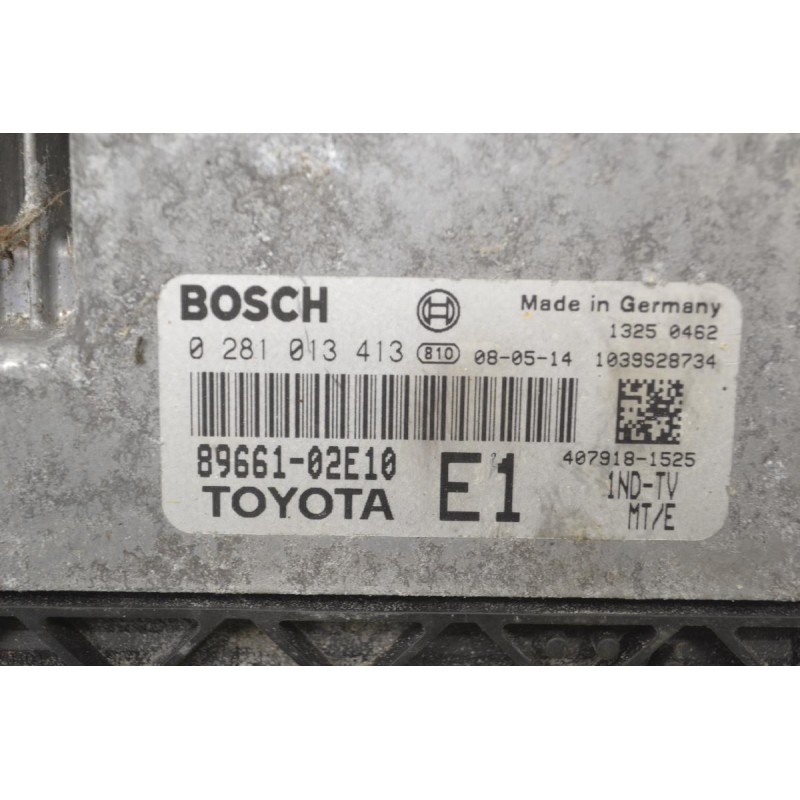 BOSCH Made in Germany
1325 0462
0 281 013 413 810 08-05-14 1039S28734
89661-02E10 E1 407918-1525
TOYOTA 1ND-TV
MT/E